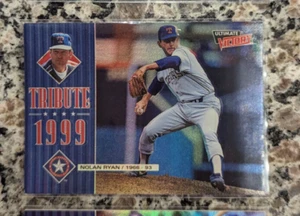 ULTIMATE
VICTORY
TRIBUTE
1999
NOLAN RYAN / 1966-93